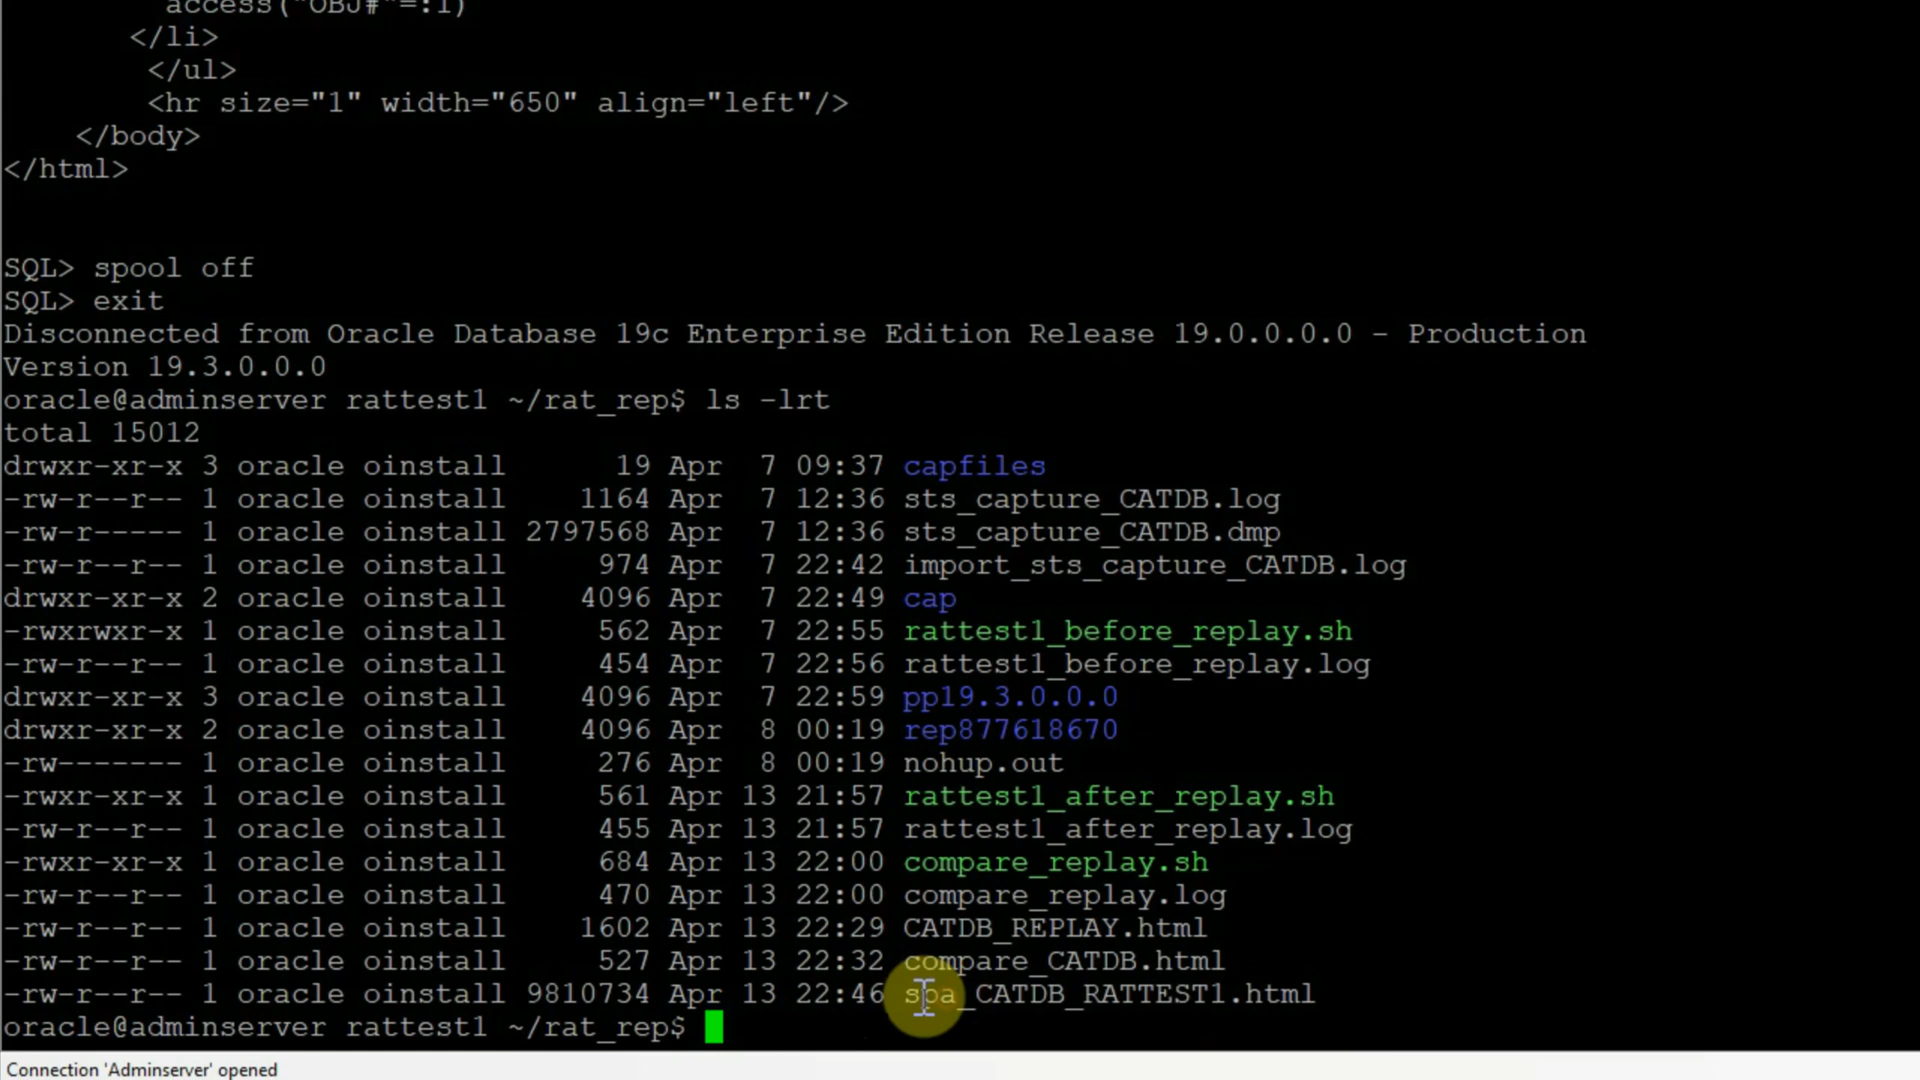 access("OBJ#"=:1)
</li>
</ul>
<hr size="1" width="650" align="left"/>
</body>
</html>
SQL> spool off
SQL> exit
Disconnected from Oracle Database 19c Enterprise Edition Release 19.0.0.0.0 - Production
Version 19.3.0.0.0
oracle@adminserver rattest1 ~/rat_rep$ ls -lrt
total 15012
drwxr-xr-x 3 oracle oinstall      19 Apr  7 09:37 capfiles
-rw-r--r-- 1 oracle oinstall    1164 Apr  7 12:36 sts_capture_CATDB.log
-rw-r----- 1 oracle oinstall 2797568 Apr  7 12:36 sts_capture_CATDB.dmp
-rw-r--r-- 1 oracle oinstall     974 Apr  7 22:42 import_sts_capture_CATDB.log
drwxr-xr-x 2 oracle oinstall    4096 Apr  7 22:49 cap
-rwxrwxr-x 1 oracle oinstall     562 Apr  7 22:55 rattest1_before_replay.sh
-rw-r--r-- 1 oracle oinstall     454 Apr  7 22:56 rattest1_before_replay.log
drwxr-xr-x 3 oracle oinstall    4096 Apr  7 22:59 pp19.3.0.0.0
drwxr-xr-x 2 oracle oinstall    4096 Apr  8 00:19 rep877618670
-rw------- 1 oracle oinstall     276 Apr  8 00:19 nohup.out
-rwxr-xr-x 1 oracle oinstall     561 Apr 13 21:57 rattest1_after_replay.sh
-rw-r--r-- 1 oracle oinstall     455 Apr 13 21:57 rattest1_after_replay.log
-rwxr-xr-x 1 oracle oinstall     684 Apr 13 22:00 compare_replay.sh
-rw-r--r-- 1 oracle oinstall     470 Apr 13 22:00 compare_replay.log
-rw-r--r-- 1 oracle oinstall    1602 Apr 13 22:29 CATDB_REPLAY.html
-rw-r--r-- 1 oracle oinstall     527 Apr 13 22:32 compare_CATDB.html
-rw-r--r-- 1 oracle oinstall 9810734 Apr 13 22:46 spa_CATDB_RATTEST1.html
oracle@adminserver rattest1 ~/rat_rep$
Connection 'Adminserver' opened